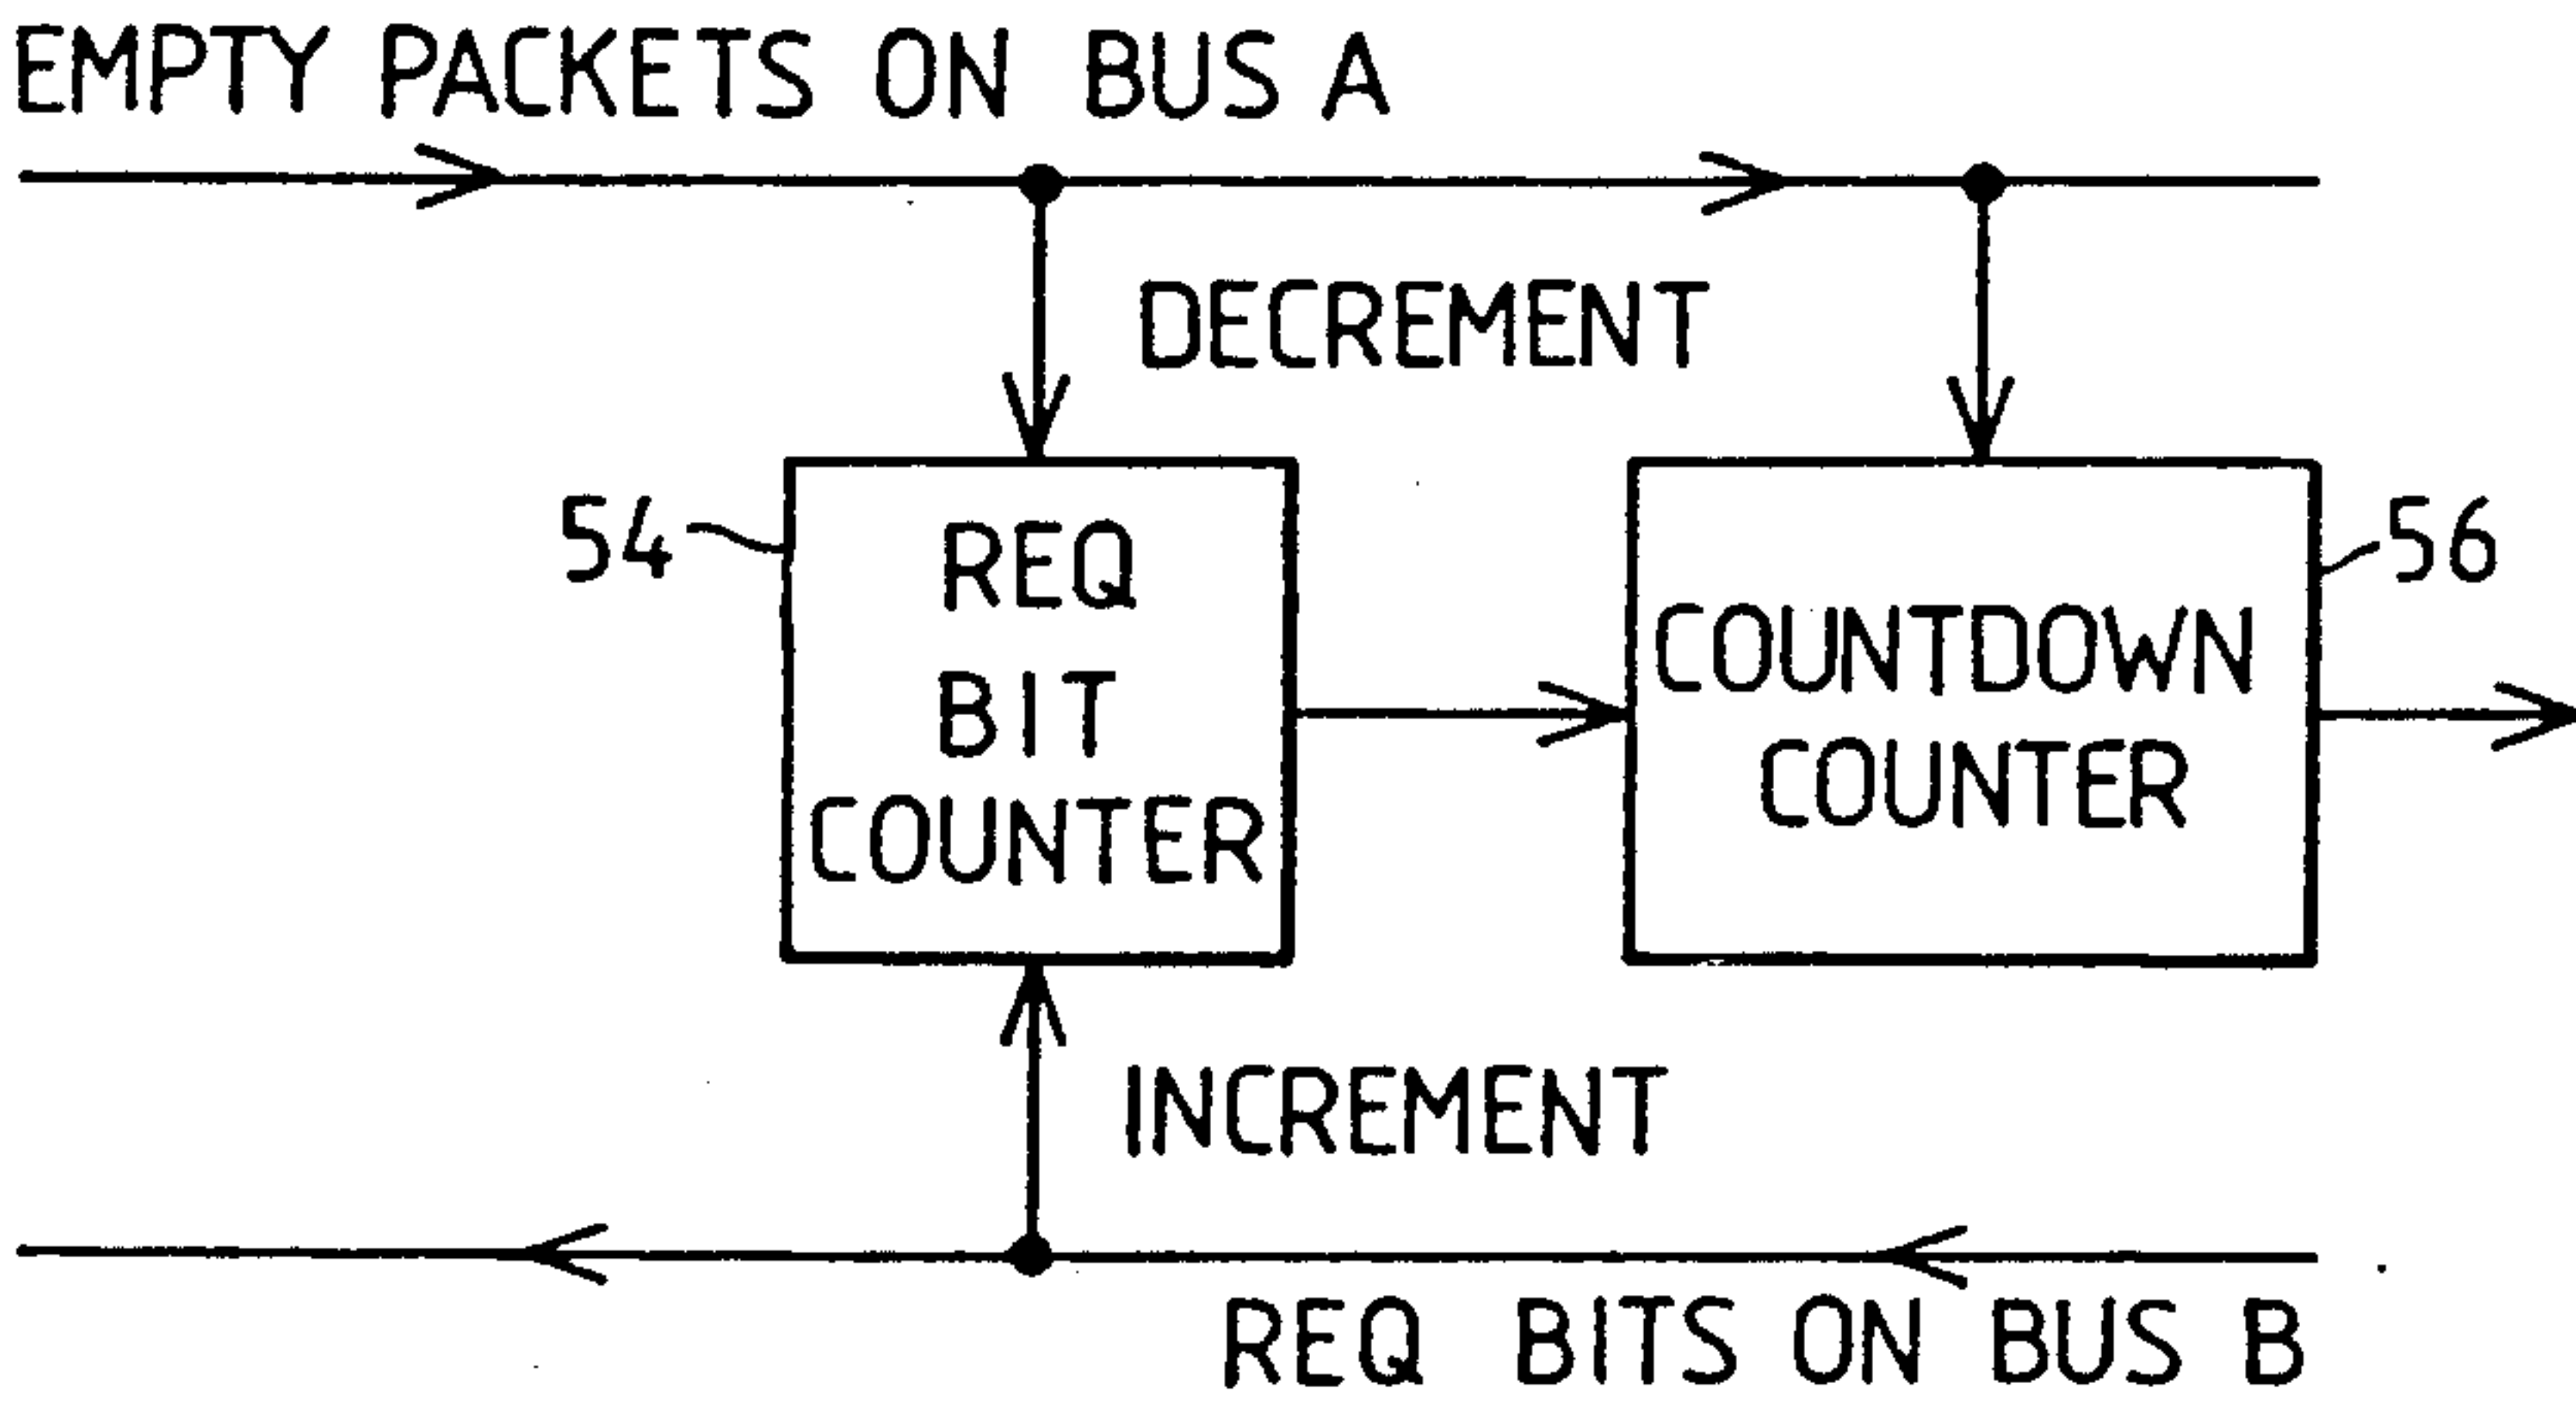 EMPTY PACKETS ON BUS A
DECREMENT
54
REQ
BIT
COUNTER
COUNTDOWN
COUNTER
56
INCREMENT
REQ BITS ON BUS B